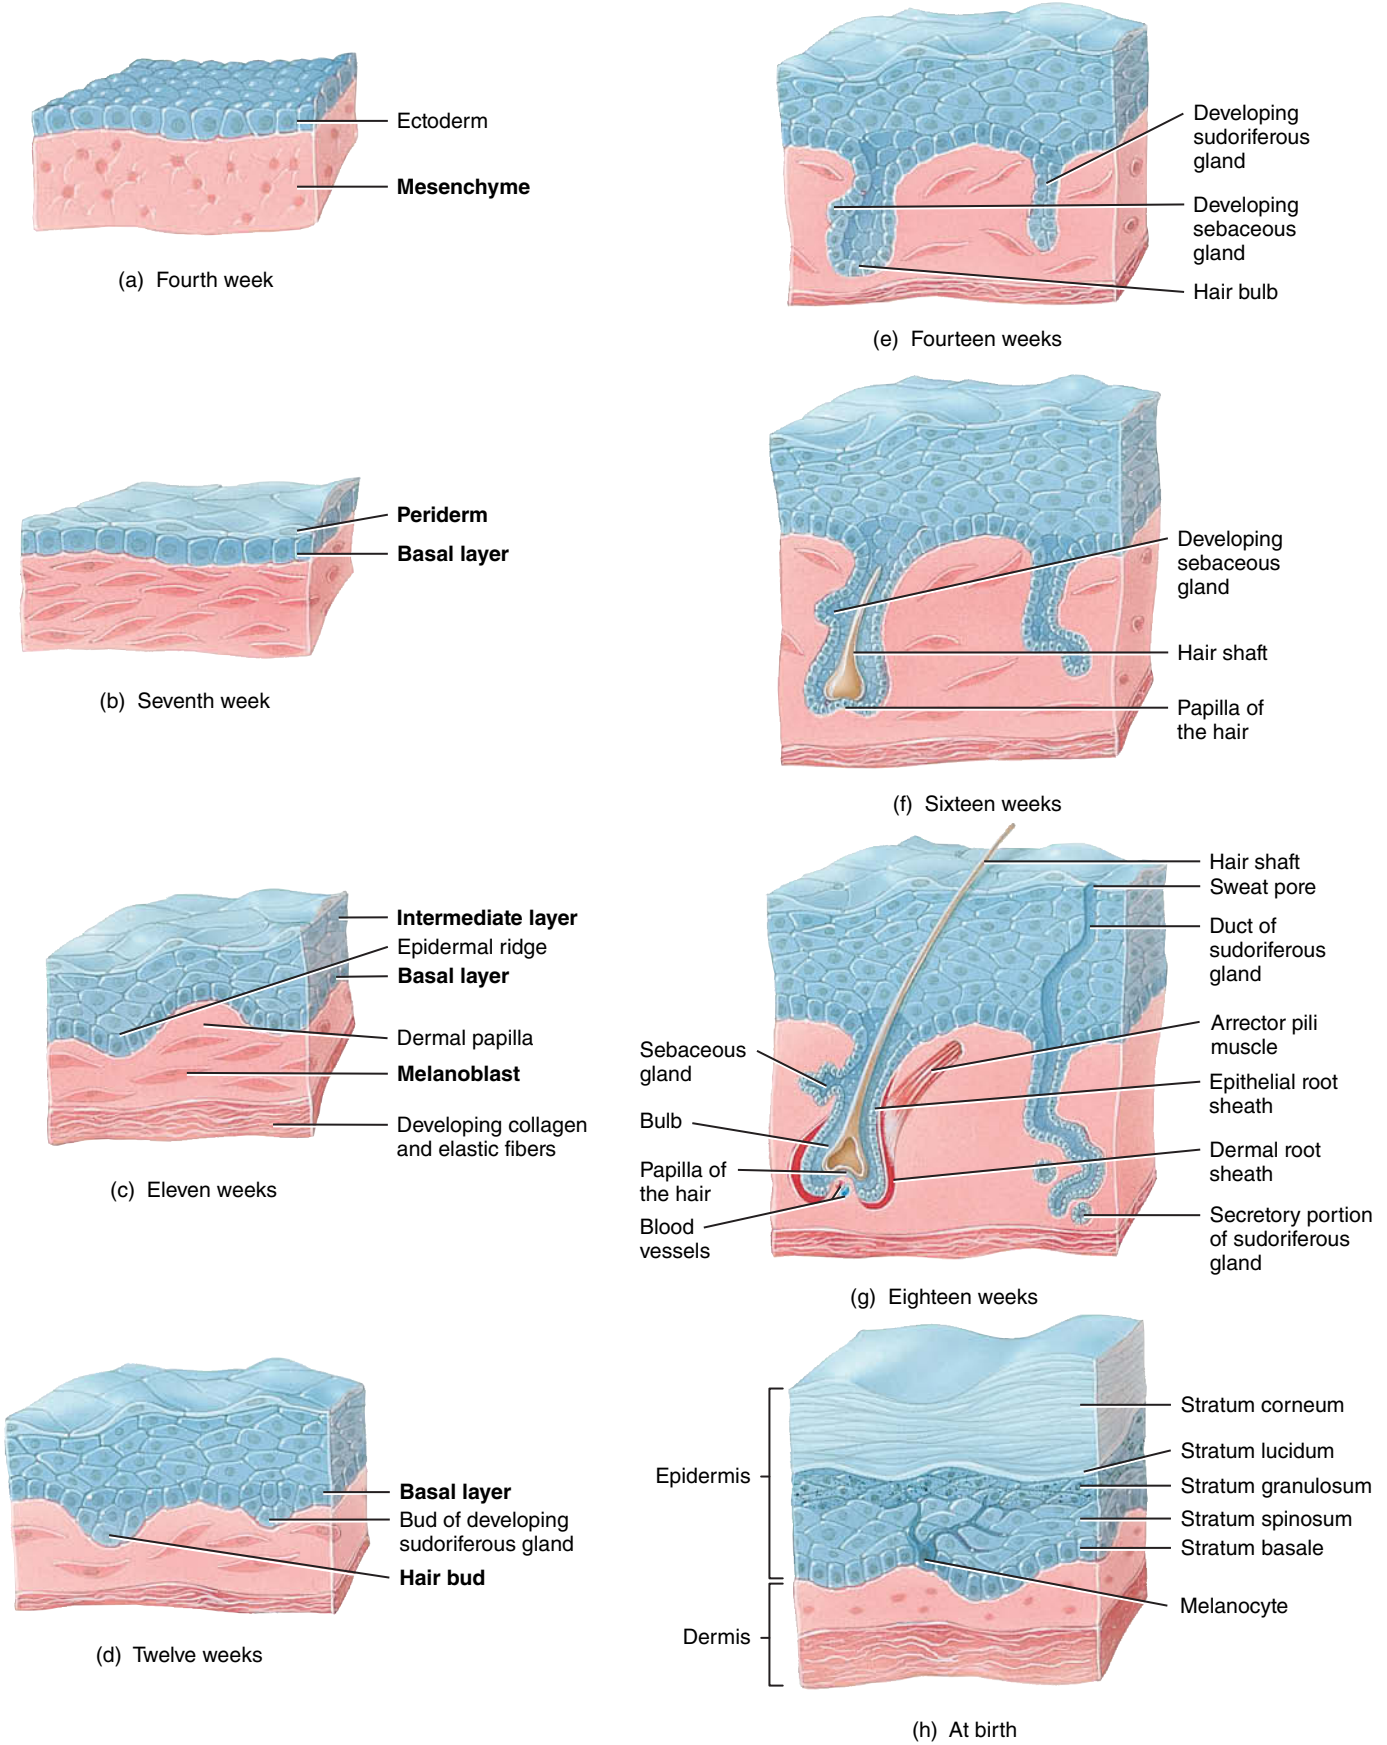 Ectoderm
Mesenchyme
(a) Fourth week
Periderm
Basal layer
(b) Seventh week
Intermediate layer
Epidermal ridge
Basal layer
Dermal papilla
Melanoblast
Developing collagen
and elastic fibers
(c) Eleven weeks
Basal layer
Bud of developing
sudoriferous gland
Hair bud
(d) Twelve weeks
Developing
sudoriferous
gland
Developing
sebaceous
gland
Hair bulb
(e) Fourteen weeks
Developing
sebaceous
gland
Hair shaft
Papilla of
the hair
(f) Sixteen weeks
Sebaceous
gland
Bulb
Papilla of
the hair
Blood
vessels
Hair shaft
Sweat pore
Duct of
sudoriferous
gland
Arrector pili
muscle
Epithelial root
sheath
Dermal root
sheath
Secretory portion
of sudoriferous
gland
(g) Eighteen weeks
Epidermis
Dermis
Stratum corneum
Stratum lucidum
Stratum granulosum
Stratum spinosum
Stratum basale
Melanocyte
(h) At birth